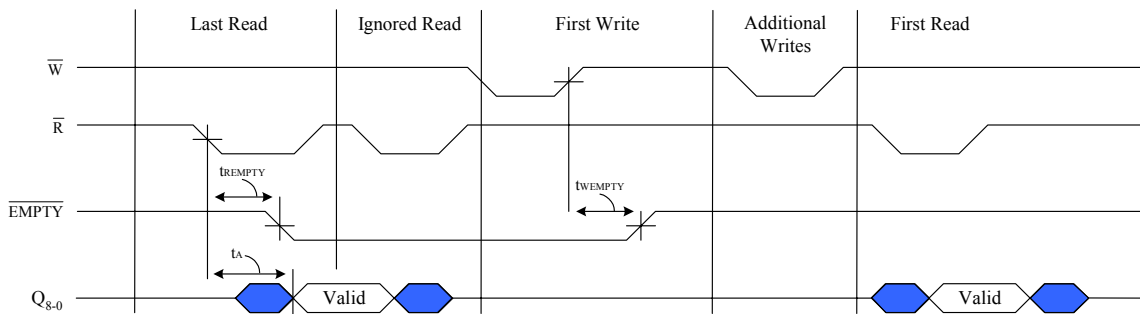 Last Read
Ignored Read
First Write
Additional
Writes
First Read
W
R
tREMPTY
tWEMPTY
EMPTY
tA
Q8-0
Valid
Valid